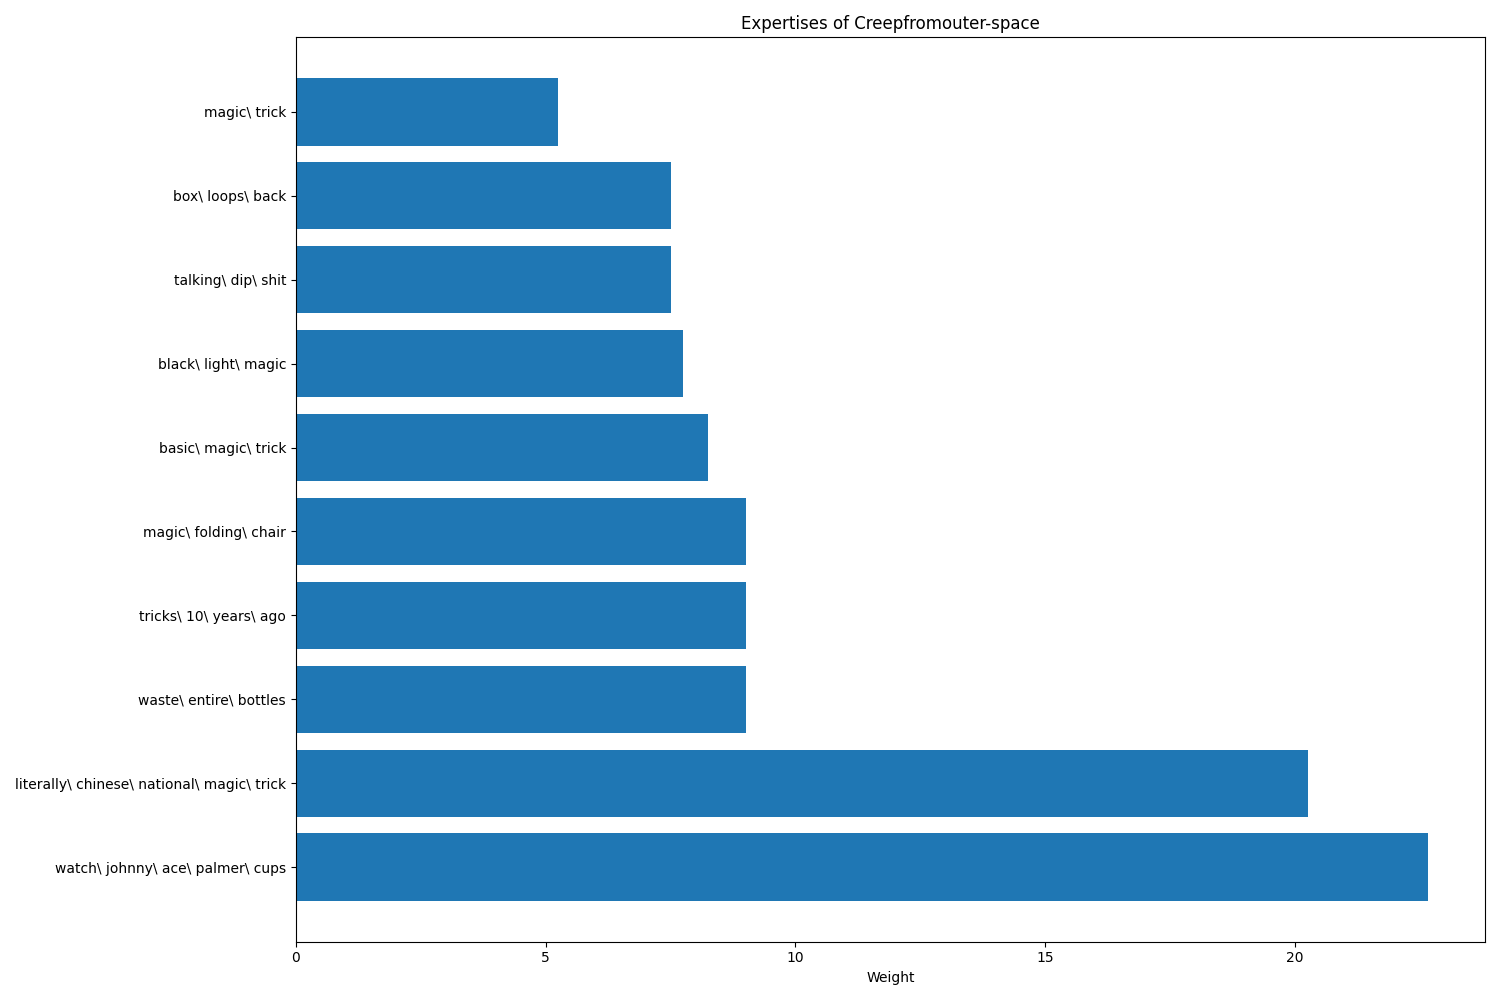 Expertises of Creepfromouter-space
magic\ trick
box\ loops\ back
talking\ dip\ shit
black\ light\ magic
basic\ magic\ trick
magic\ folding\ chair
tricks\ 10\ years\ ago
waste\ entire\ bottles
literally\ chinese\ national\ magic\ trick
watch\ johnny\ ace\ palmer\ cups
0 5 10 15 20
Weight